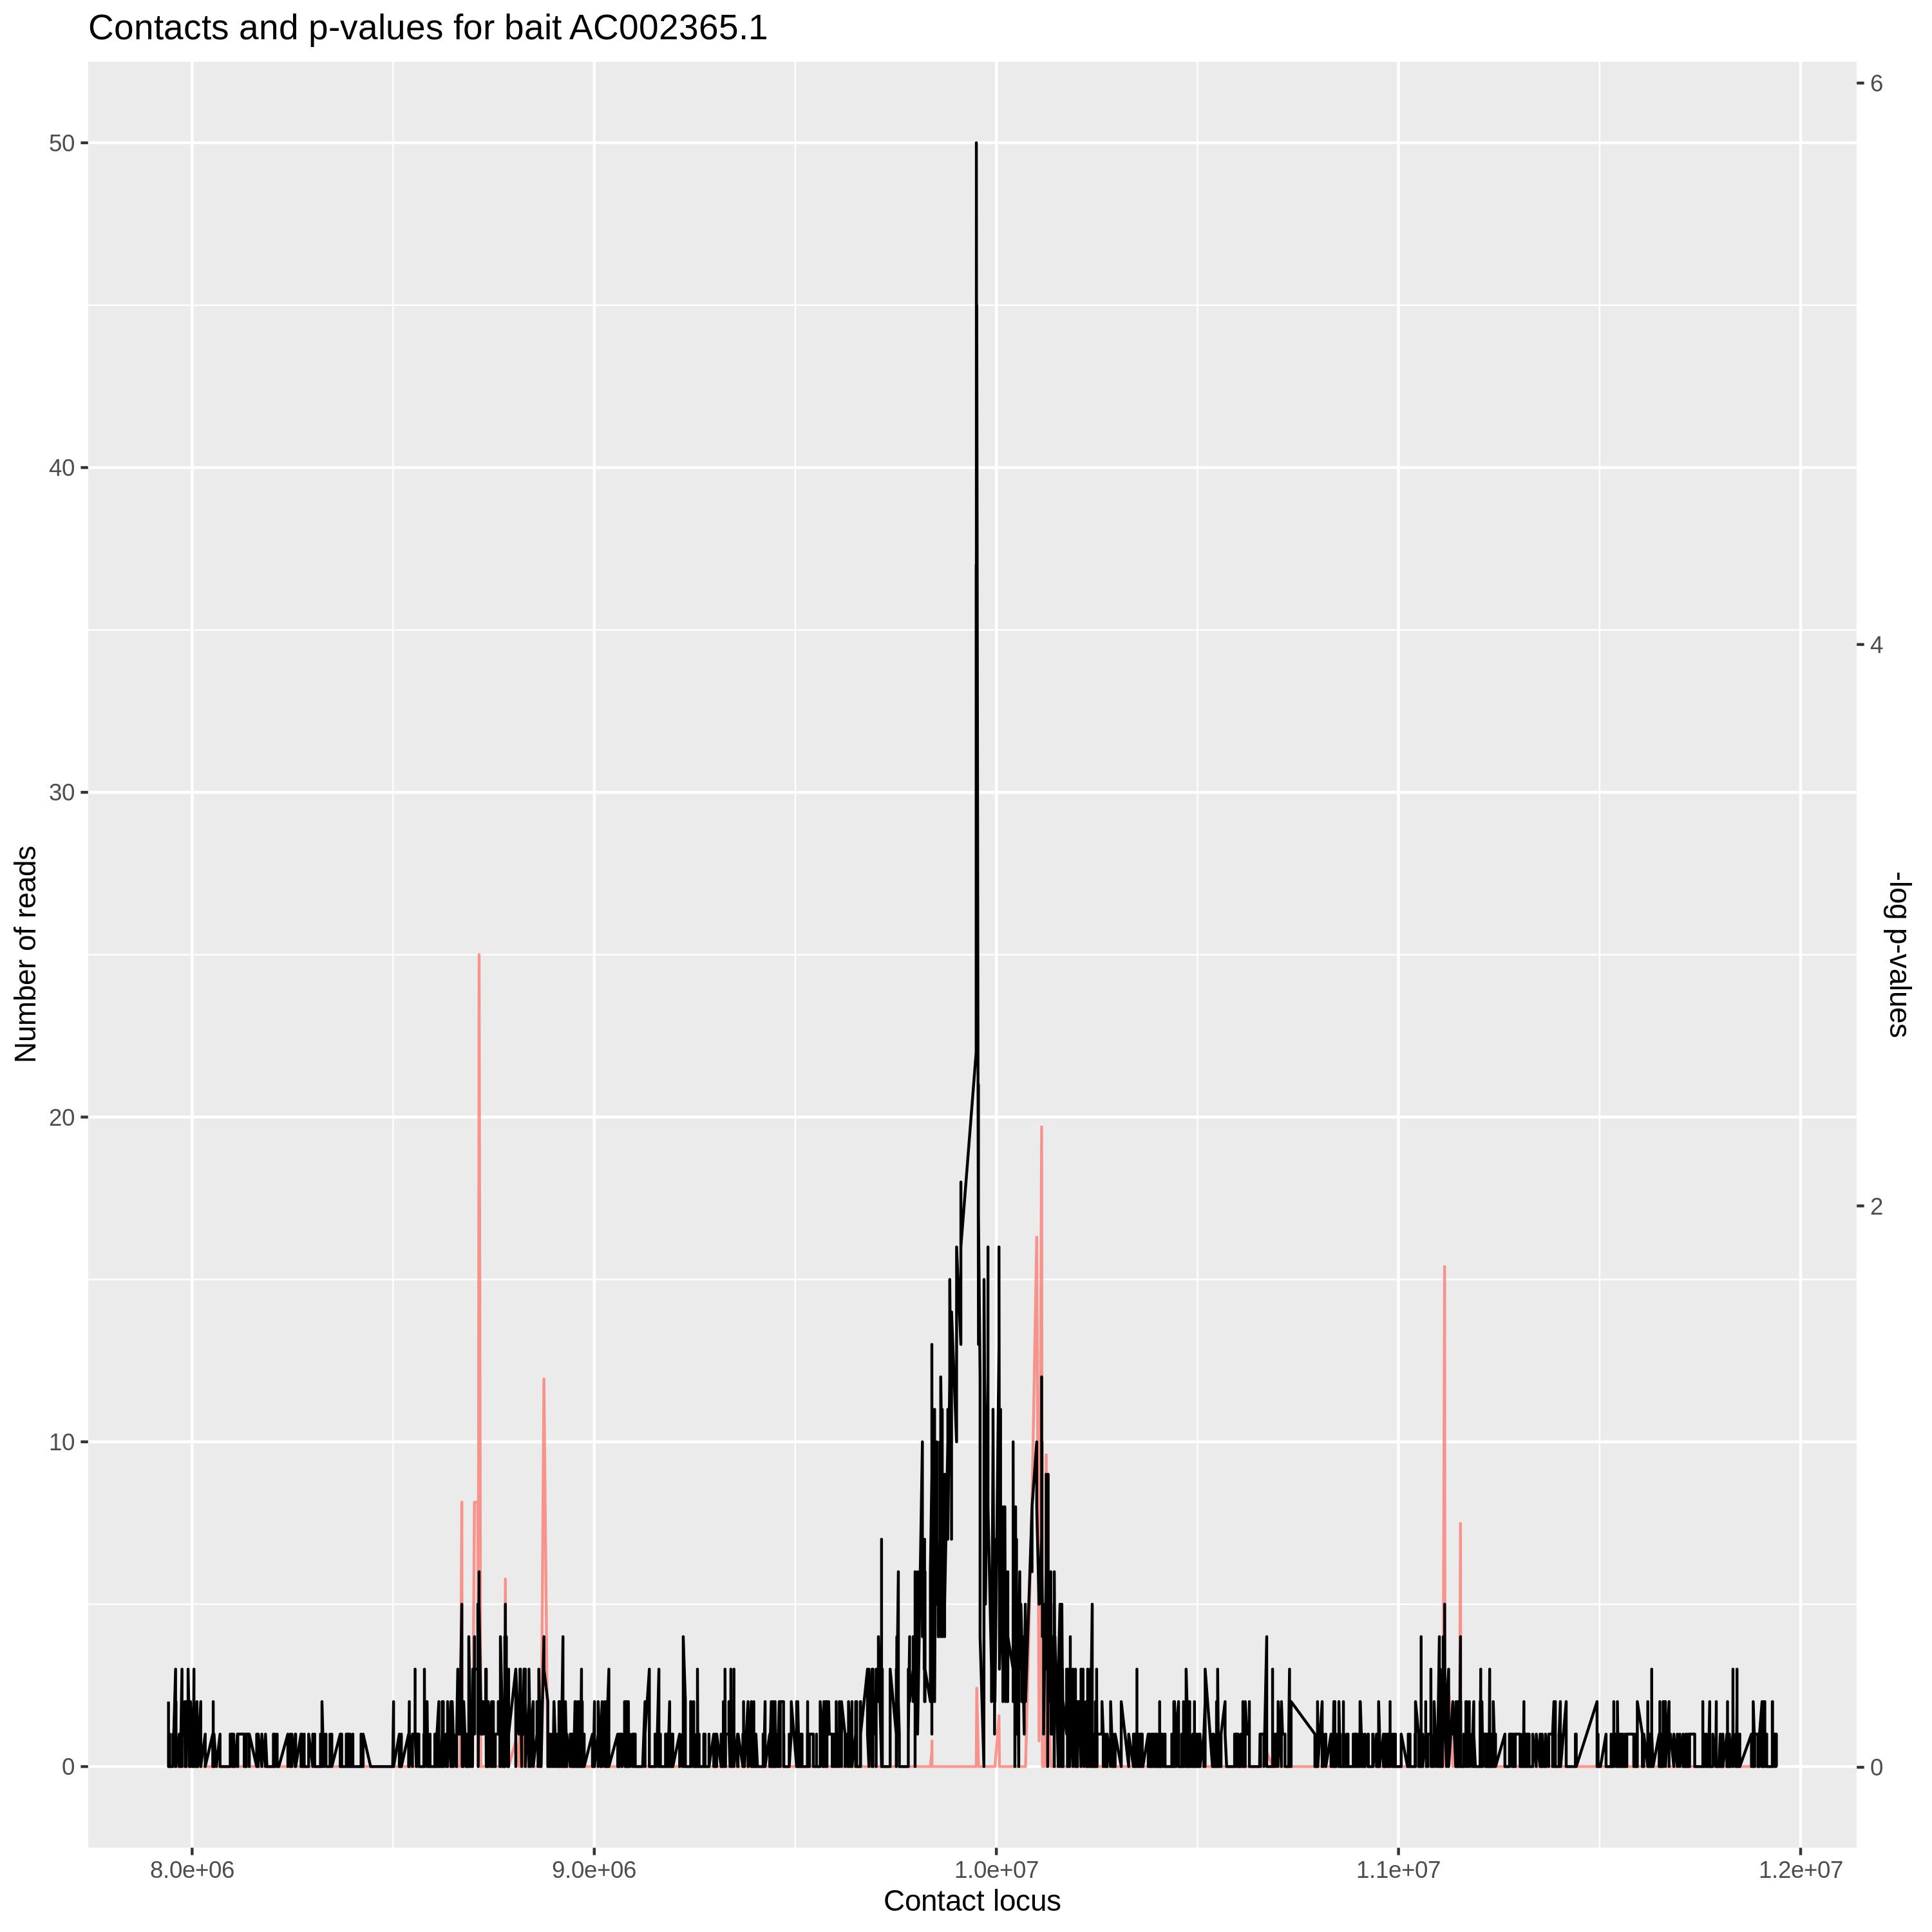 Contacts and p-values for bait AC002365.1
6
50
40
4
30
Number of reads
-log p-values
20
2
10
0
0
8.0e+06
9.0e+06
1.0e+07
1.1e+07
1.2e+07
Contact locus